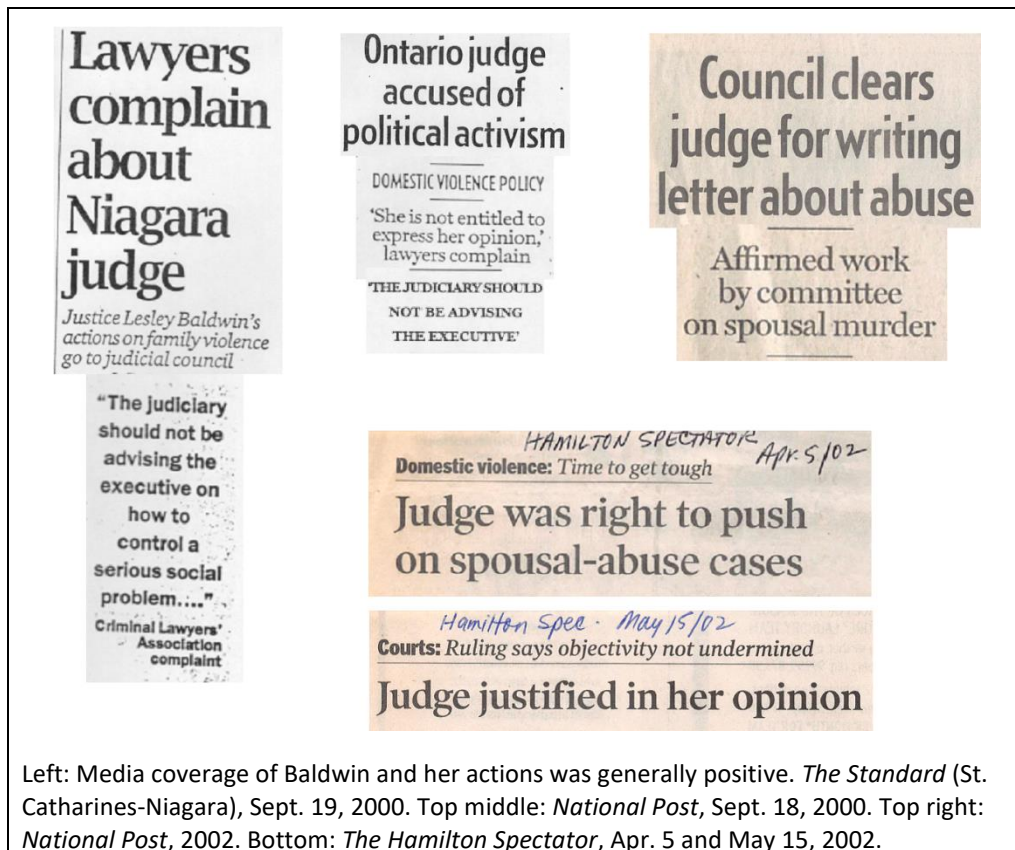 Lawyers
complain
about
Niagara
judge
Justice Lesley Baldwin's
actions on family violence
go to judicial council
"The judiciary
should not be
advising the
executive on
how to
control a
serious social
problem...."
Criminal Lawyers'
Association
complaint
Ontario judge
accused of
political activism
DOMESTIC VIOLENCE POLICY
'She is not entitled to
express her opinion,'
lawyers complain
'THE JUDICIARY SHOULD
NOT BE ADVISING
THE EXECUTIVE'
Council clears
judge for writing
letter about abuse
Affirmed work
by committee
on spousal murder
HAMILTON SPECTATOR
Apr. 5/02
Domestic violence: Time to get tough
Judge was right to push
on spousal-abuse cases
Hamilton Spec. May 15/02
Courts: Ruling says objectivity not undermined
Judge justified in her opinion
Left: Media coverage of Baldwin and her actions was generally positive. The Standard (St.
Catharines-Niagara), Sept. 19, 2000. Top middle: National Post, Sept. 18, 2000. Top right:
National Post, 2002. Bottom: The Hamilton Spectator, Apr. 5 and May 15, 2002.